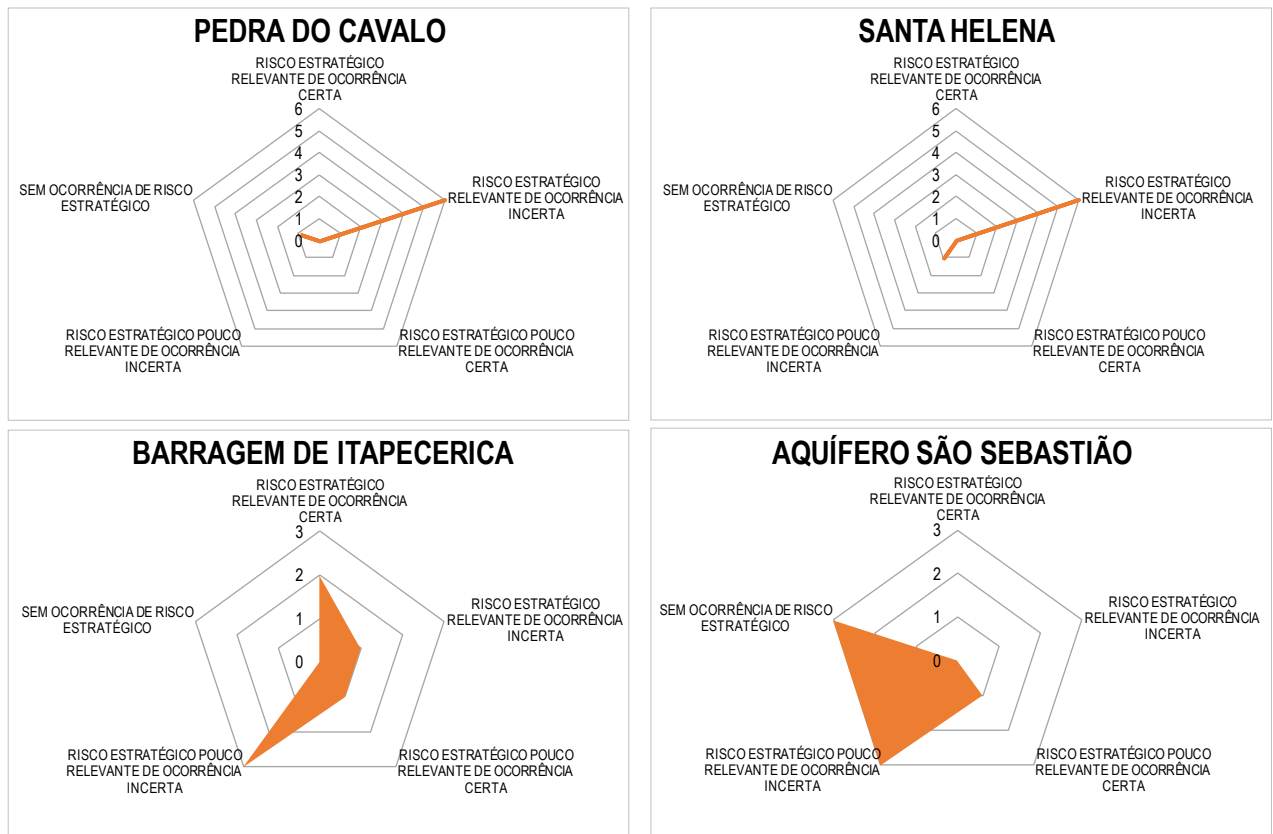 PEDRA DO CAVALO
RISCO ESTRATÉGICO
RELEVANTE DE OCORRÊNCIA
CERTA
6
5
4
3
2
1
0
RISCO ESTRATÉGICO
RELEVANTE DE OCORRÊNCIA
INCERTA
RISCO ESTRATÉGICO POUCO
RELEVANTE DE OCORRÊNCIA
CERTA
RISCO ESTRATÉGICO POUCO
RELEVANTE DE OCORRÊNCIA
INCERTA
SEM OCORRÊNCIA DE RISCO
ESTRATÉGICO
SANTA HELENA
RISCO ESTRATÉGICO
RELEVANTE DE OCORRÊNCIA
CERTA
6
5
4
3
2
1
0
RISCO ESTRATÉGICO
RELEVANTE DE OCORRÊNCIA
INCERTA
RISCO ESTRATÉGICO POUCO
RELEVANTE DE OCORRÊNCIA
CERTA
RISCO ESTRATÉGICO POUCO
RELEVANTE DE OCORRÊNCIA
INCERTA
SEM OCORRÊNCIA DE RISCO
ESTRATÉGICO
BARRAGEM DE ITAPECERICA
RISCO ESTRATÉGICO
RELEVANTE DE OCORRÊNCIA
CERTA
3
2
1
0
RISCO ESTRATÉGICO
RELEVANTE DE OCORRÊNCIA
INCERTA
RISCO ESTRATÉGICO POUCO
RELEVANTE DE OCORRÊNCIA
CERTA
RISCO ESTRATÉGICO POUCO
RELEVANTE DE OCORRÊNCIA
INCERTA
SEM OCORRÊNCIA DE RISCO
ESTRATÉGICO
AQUÍFERO SÃO SEBASTIÃO
RISCO ESTRATÉGICO
RELEVANTE DE OCORRÊNCIA
CERTA
3
2
1
0
RISCO ESTRATÉGICO
RELEVANTE DE OCORRÊNCIA
INCERTA
RISCO ESTRATÉGICO POUCO
RELEVANTE DE OCORRÊNCIA
CERTA
RISCO ESTRATÉGICO POUCO
RELEVANTE DE OCORRÊNCIA
INCERTA
SEM OCORRÊNCIA DE RISCO
ESTRATÉGICO